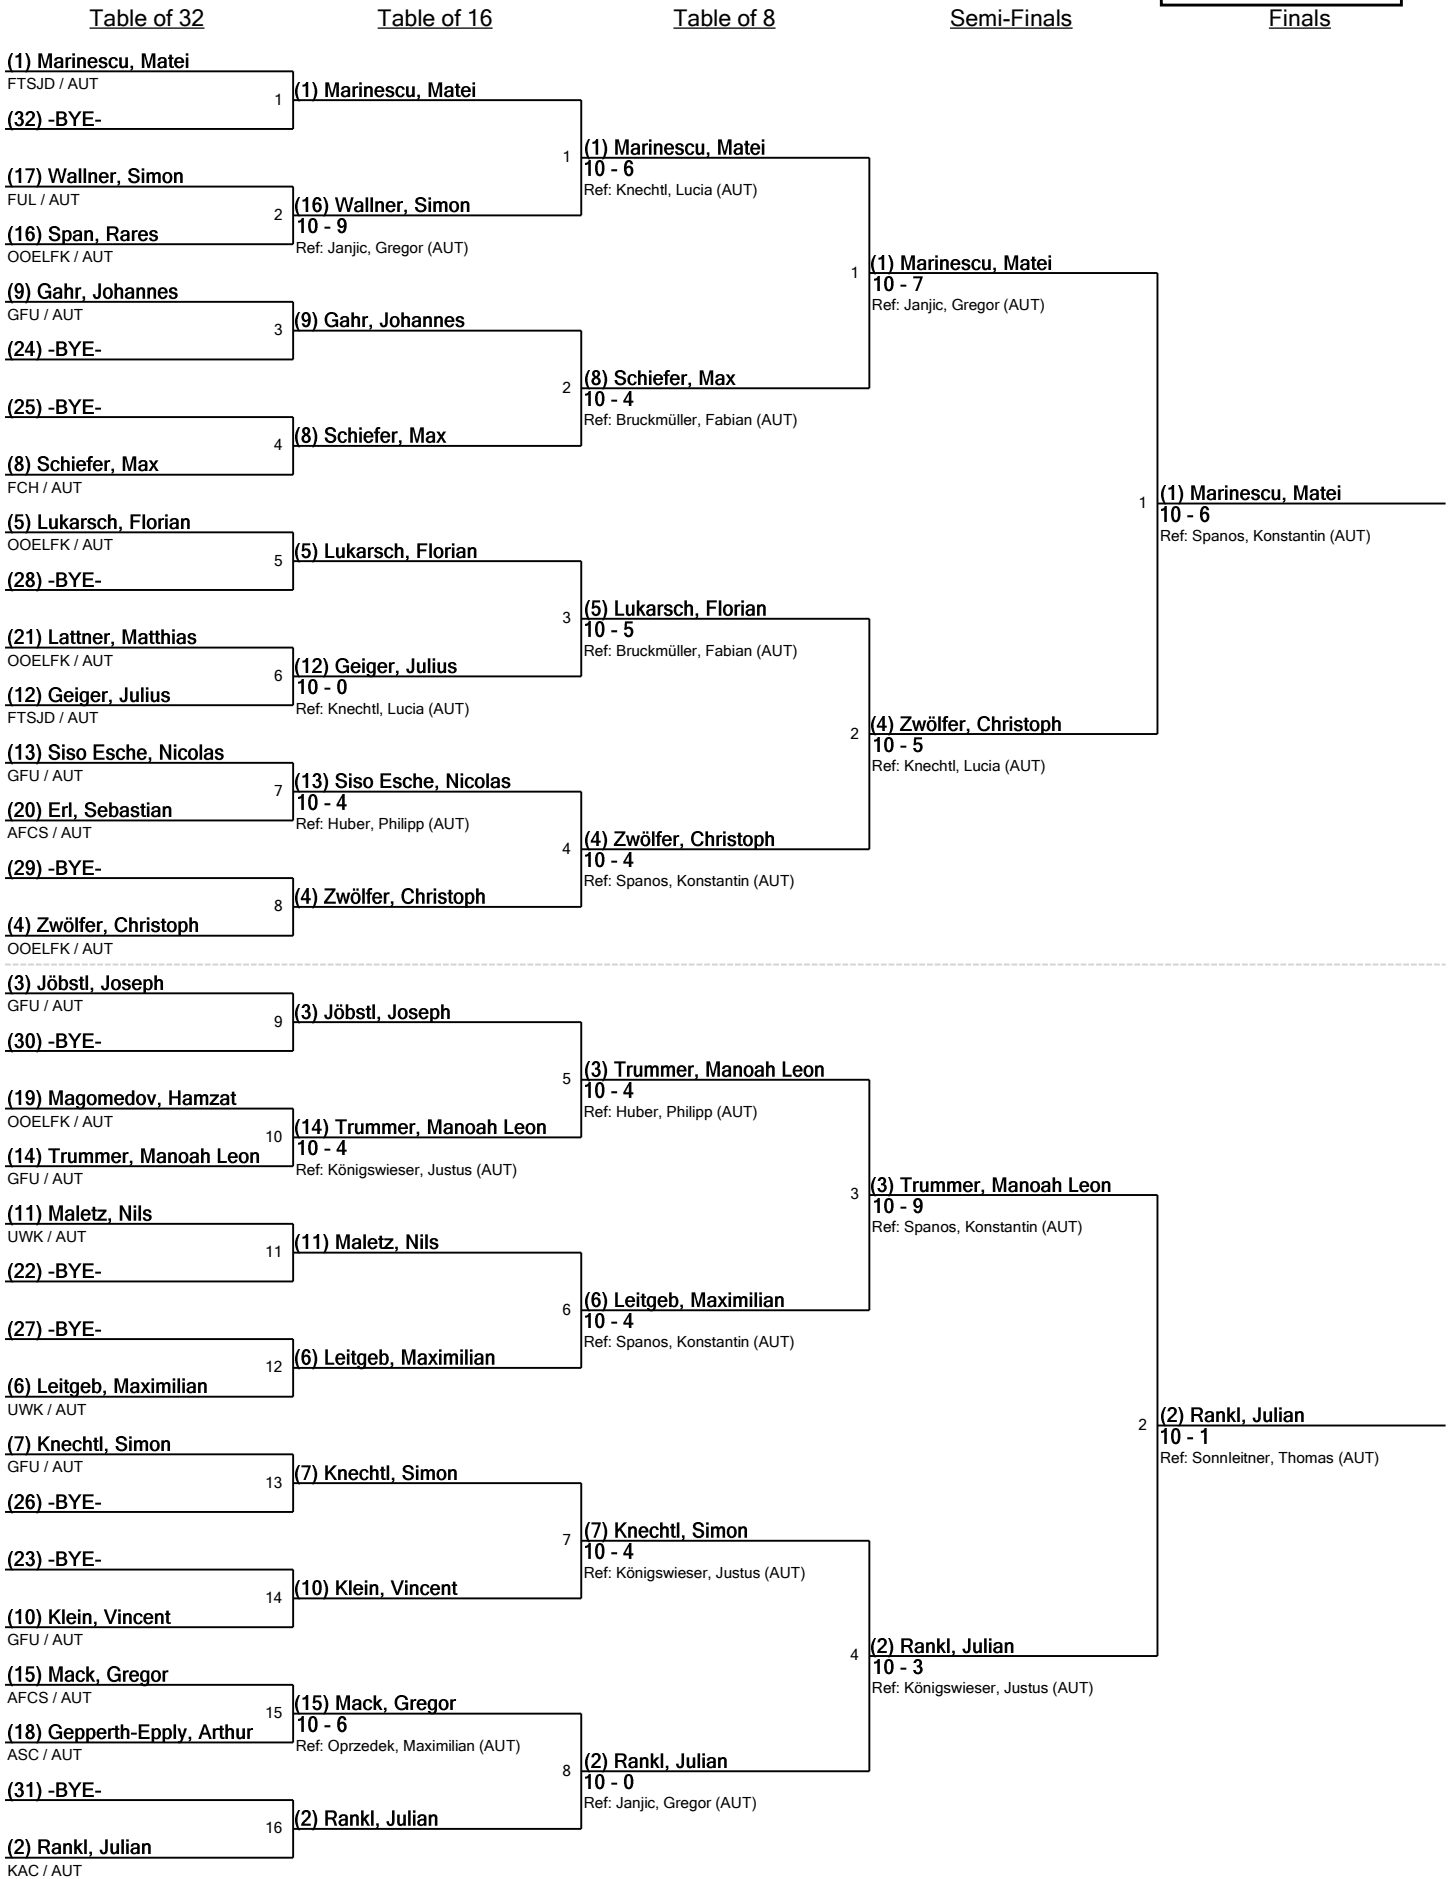 Table of 32
Table of 16
Table of 8
Semi-Finals
Finals
(1) Marinescu, Matei
FTSJD / AUT
1
(32) -BYE-
(17) Wallner, Simon
FUL / AUT
2
(16) Span, Rares
OOELFK / AUT
(9) Gahr, Johannes
GFU / AUT
3
(24) -BYE-
(25) -BYE-
4
(8) Schiefer, Max
FCH / AUT
(5) Lukarsch, Florian
OOELFK / AUT
5
(28) -BYE-
(21) Lattner, Matthias
OOELFK / AUT
6
(12) Geiger, Julius
FTSJD / AUT
(13) Siso Esche, Nicolas
GFU / AUT
7
(20) Erl, Sebastian
AFCS / AUT
(29) -BYE-
8
(4) Zwölfer, Christoph
OOELFK / AUT
(3) Jöbstl, Joseph
GFU / AUT
9
(30) -BYE-
(19) Magomedov, Hamzat
OOELFK / AUT
10
(14) Trummer, Manoah Leon
GFU / AUT
(11) Maletz, Nils
UWK / AUT
11
(22) -BYE-
(27) -BYE-
12
(6) Leitgeb, Maximilian
UWK / AUT
(7) Knechtl, Simon
GFU / AUT
13
(26) -BYE-
(23) -BYE-
14
(10) Klein, Vincent
GFU / AUT
(15) Mack, Gregor
AFCS / AUT
15
(18) Gepperth-Epply, Arthur
ASC / AUT
(31) -BYE-
16
(2) Rankl, Julian
KAC / AUT
(1) Marinescu, Matei
1
(16) Wallner, Simon
10 - 9
Ref: Janjic, Gregor (AUT)
(9) Gahr, Johannes
2
(8) Schiefer, Max
(5) Lukarsch, Florian
3
(12) Geiger, Julius
10 - 0
Ref: Knechtl, Lucia (AUT)
(13) Siso Esche, Nicolas
10 - 4
Ref: Huber, Philipp (AUT)
4
(4) Zwölfer, Christoph
(3) Jöbstl, Joseph
5
(14) Trummer, Manoah Leon
10 - 4
Ref: Königswieser, Justus (AUT)
(11) Maletz, Nils
6
(6) Leitgeb, Maximilian
(7) Knechtl, Simon
7
(10) Klein, Vincent
(15) Mack, Gregor
10 - 6
Ref: Oprzedek, Maximilian (AUT)
8
(2) Rankl, Julian
(1) Marinescu, Matei
10 - 6
Ref: Knechtl, Lucia (AUT)
1
(8) Schiefer, Max
10 - 4
Ref: Bruckmüller, Fabian (AUT)
(5) Lukarsch, Florian
10 - 5
Ref: Bruckmüller, Fabian (AUT)
2
(4) Zwölfer, Christoph
10 - 4
Ref: Spanos, Konstantin (AUT)
(3) Trummer, Manoah Leon
10 - 4
Ref: Huber, Philipp (AUT)
3
(6) Leitgeb, Maximilian
10 - 4
Ref: Spanos, Konstantin (AUT)
(7) Knechtl, Simon
10 - 4
Ref: Königswieser, Justus (AUT)
4
(2) Rankl, Julian
10 - 0
Ref: Janjic, Gregor (AUT)
(1) Marinescu, Matei
10 - 7
Ref: Janjic, Gregor (AUT)
1
(4) Zwölfer, Christoph
10 - 5
Ref: Knechtl, Lucia (AUT)
(3) Trummer, Manoah Leon
10 - 9
Ref: Spanos, Konstantin (AUT)
2
(2) Rankl, Julian
10 - 3
Ref: Königswieser, Justus (AUT)
(1) Marinescu, Matei
10 - 6
Ref: Spanos, Konstantin (AUT)
(2) Rankl, Julian
10 - 1
Ref: Sonnleitner, Thomas (AUT)